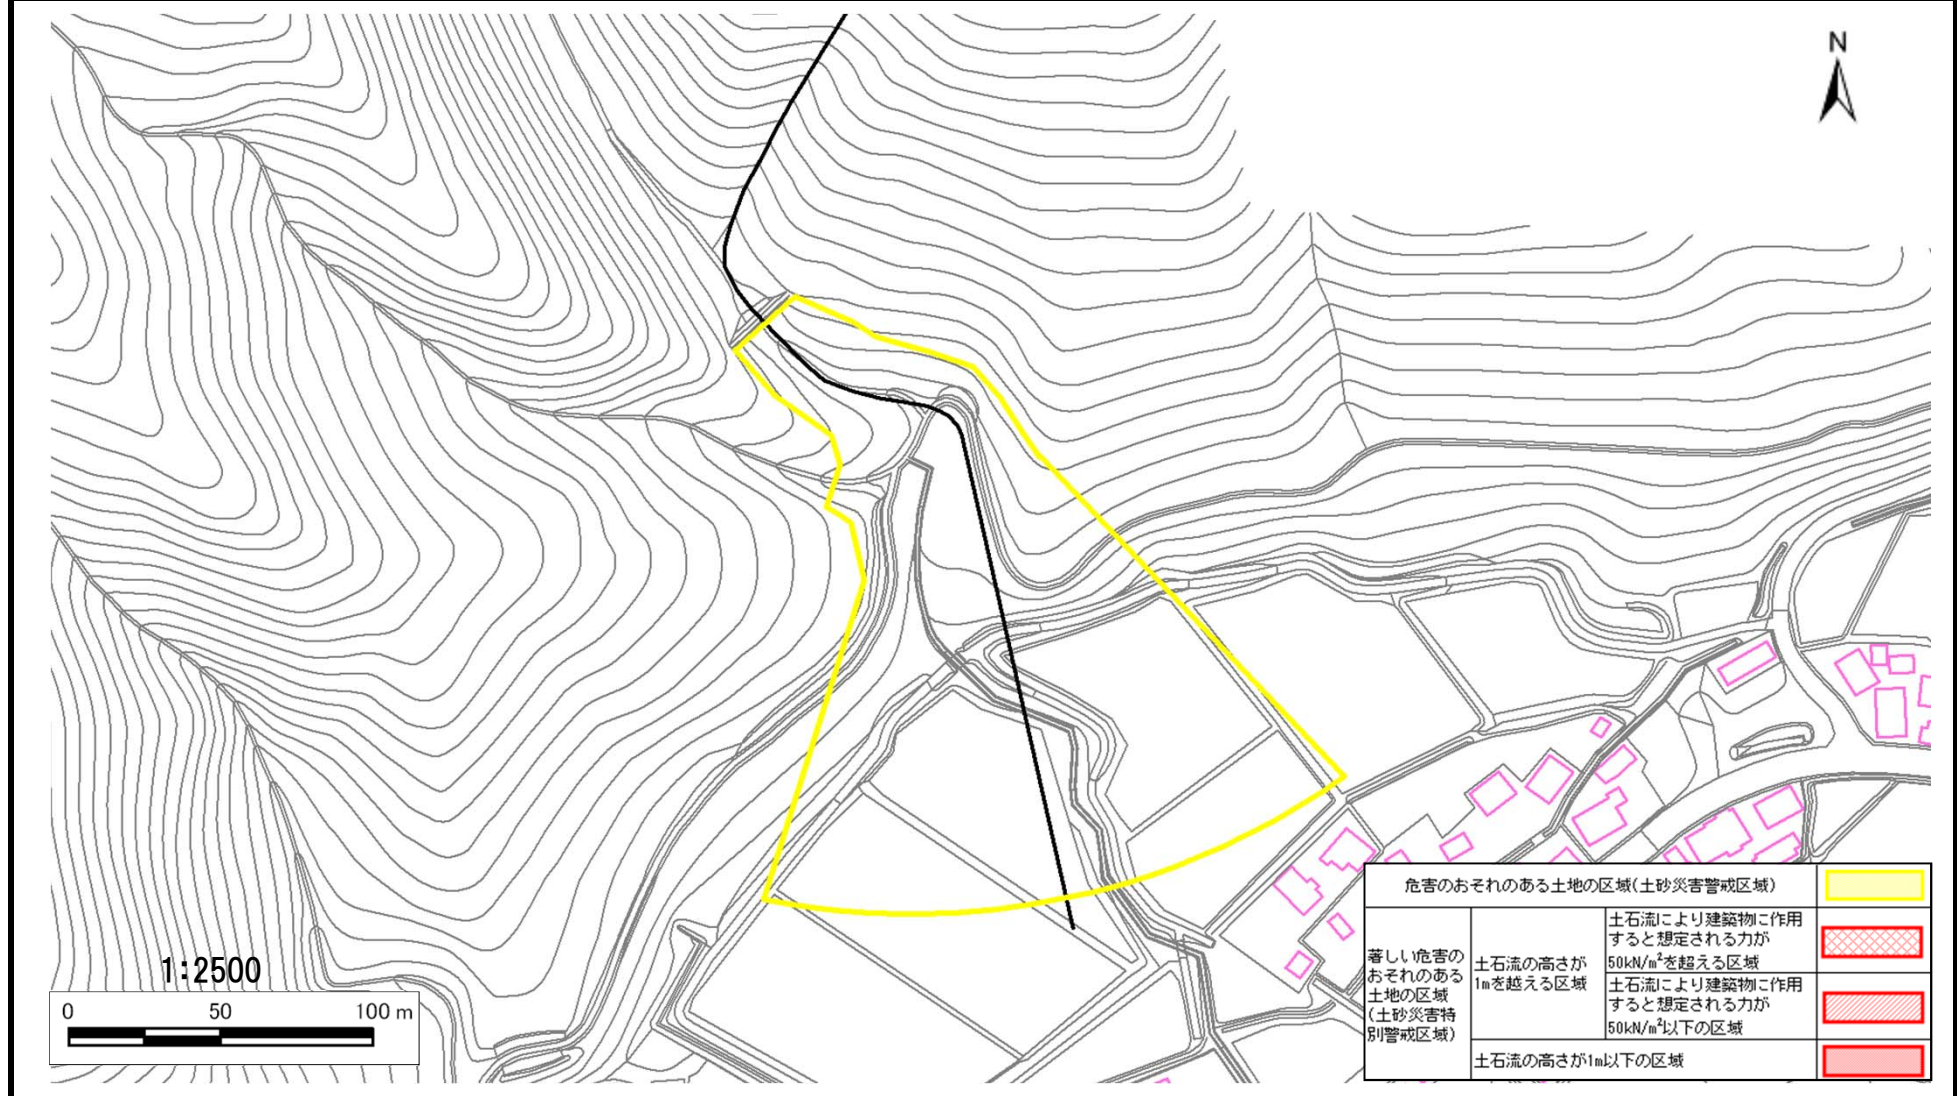 N
1:2500
0 50 100 m
危害のおそれのある土地の区域(土砂災害警戒区域)
著しい危害の
おそれのある
土地の区域
(土砂災害特
別警戒区域)
土石流の高さが
1mを越える区域
土石流により建築物に作用
すると想定される力が
50kN/m²を超える区域
土石流により建築物に作用
すると想定される力が
50kN/m²以下の区域
土石流の高さが1m以下の区域